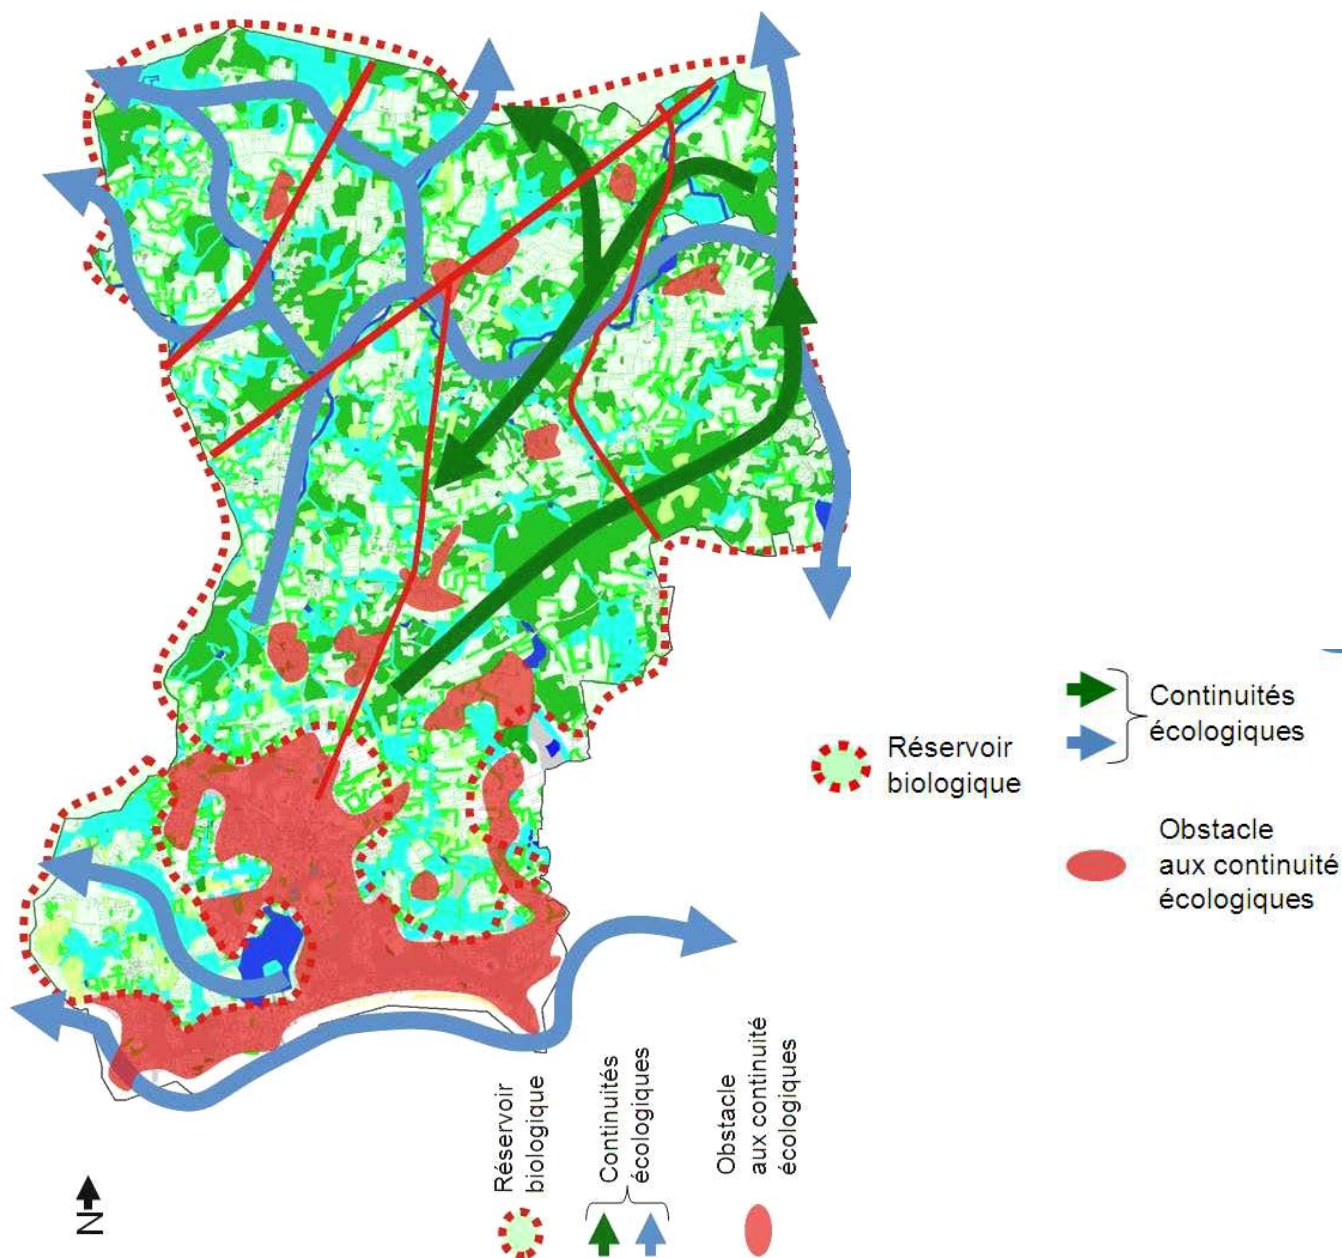 Continuités
écologiques
Réservoir
biologique
Obstacle
aux continuité
écologiques
Réservoir
biologique
Continuités
écologiques
Obstacle
aux continuité
écologiques
N